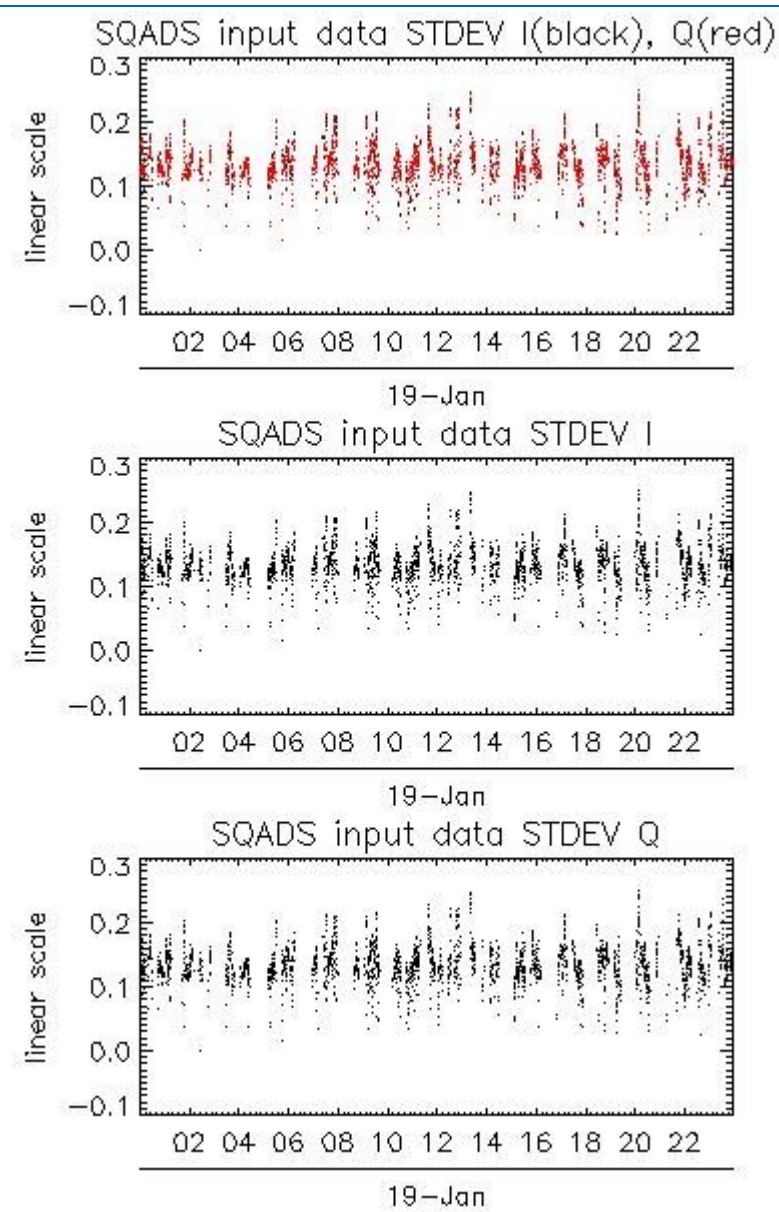 SQADS input data STDEV I(black), Q(red)
0.3
0.2
0.1
0.0
−0.1
linear scale
02 04 06 08 10 12 14 16 18 20 22
19−Jan
SQADS input data STDEV I
0.3
0.2
0.1
0.0
−0.1
linear scale
02 04 06 08 10 12 14 16 18 20 22
19−Jan
SQADS input data STDEV Q
0.3
0.2
0.1
0.0
−0.1
linear scale
02 04 06 08 10 12 14 16 18 20 22
19−Jan